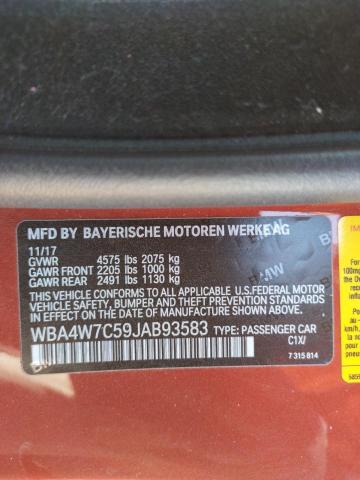 MFD BY BAYERISCHE MOTOREN WERKE AG
11/17
GVWR 4575 lbs 2075 kg
GAWR FRONT 2205 lbs 1000 kg
GAWR REAR 2491 lbs 1130 kg
THIS VEHICLE CONFORMS TO ALL APPLICABLE U.S.FEDERAL MOTOR
VEHICLE SAFETY, BUMPER AND THEFT PREVENTION STANDARDS
IN EFFECT ON THE DATE OF MANUFACTURE SHOWN ABOVE.
WBA4W7C59JAB93583 TYPE: PASSENGER CAR
C1X/
7 315 814
BMW